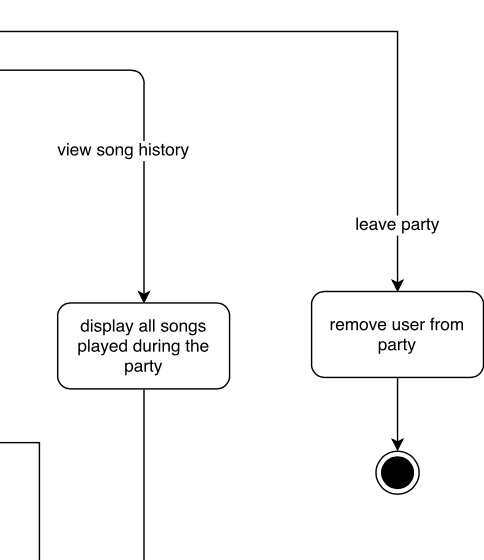 view song history
leave party
display all songs
played during the
party
remove user from
party